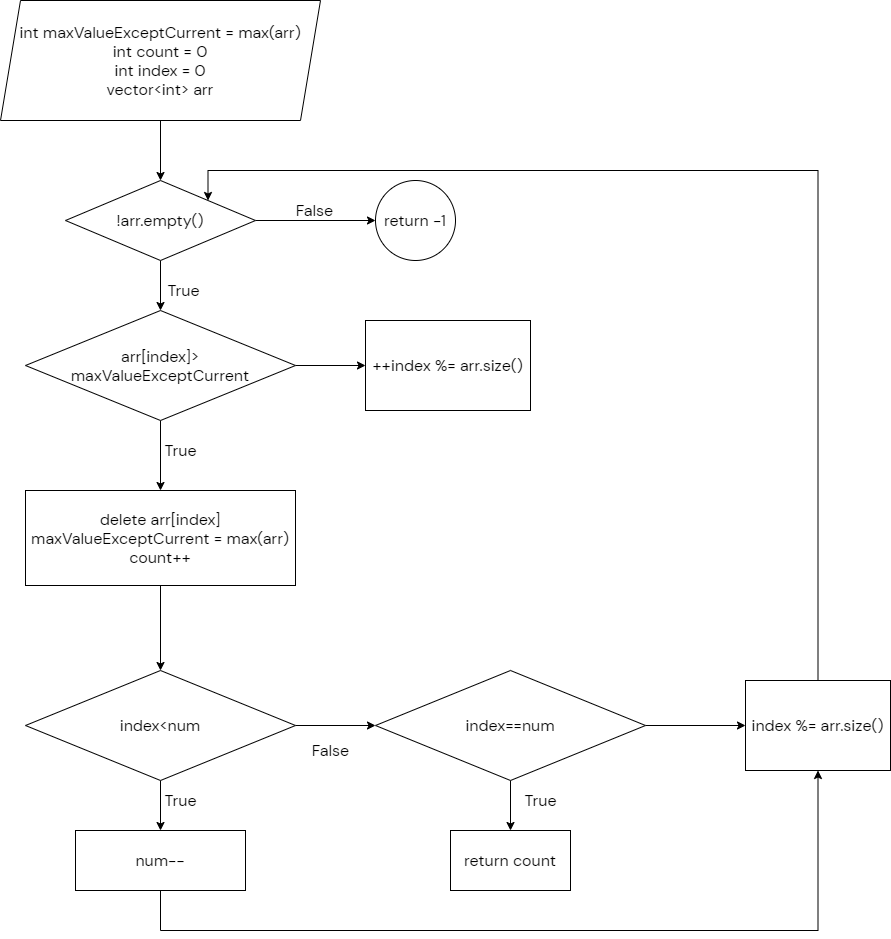 int maxValueExceptCurrent = max(arr)
int count = 0
int index = 0
vector<int> arr
!arr.empty()
False
return -1
True
arr[index]>
maxValueExceptCurrent
++index %= arr.size()
True
delete arr[index]
maxValueExceptCurrent = max(arr)
count++
index<num
False
index==num
index %= arr.size()
True
True
num--
return count